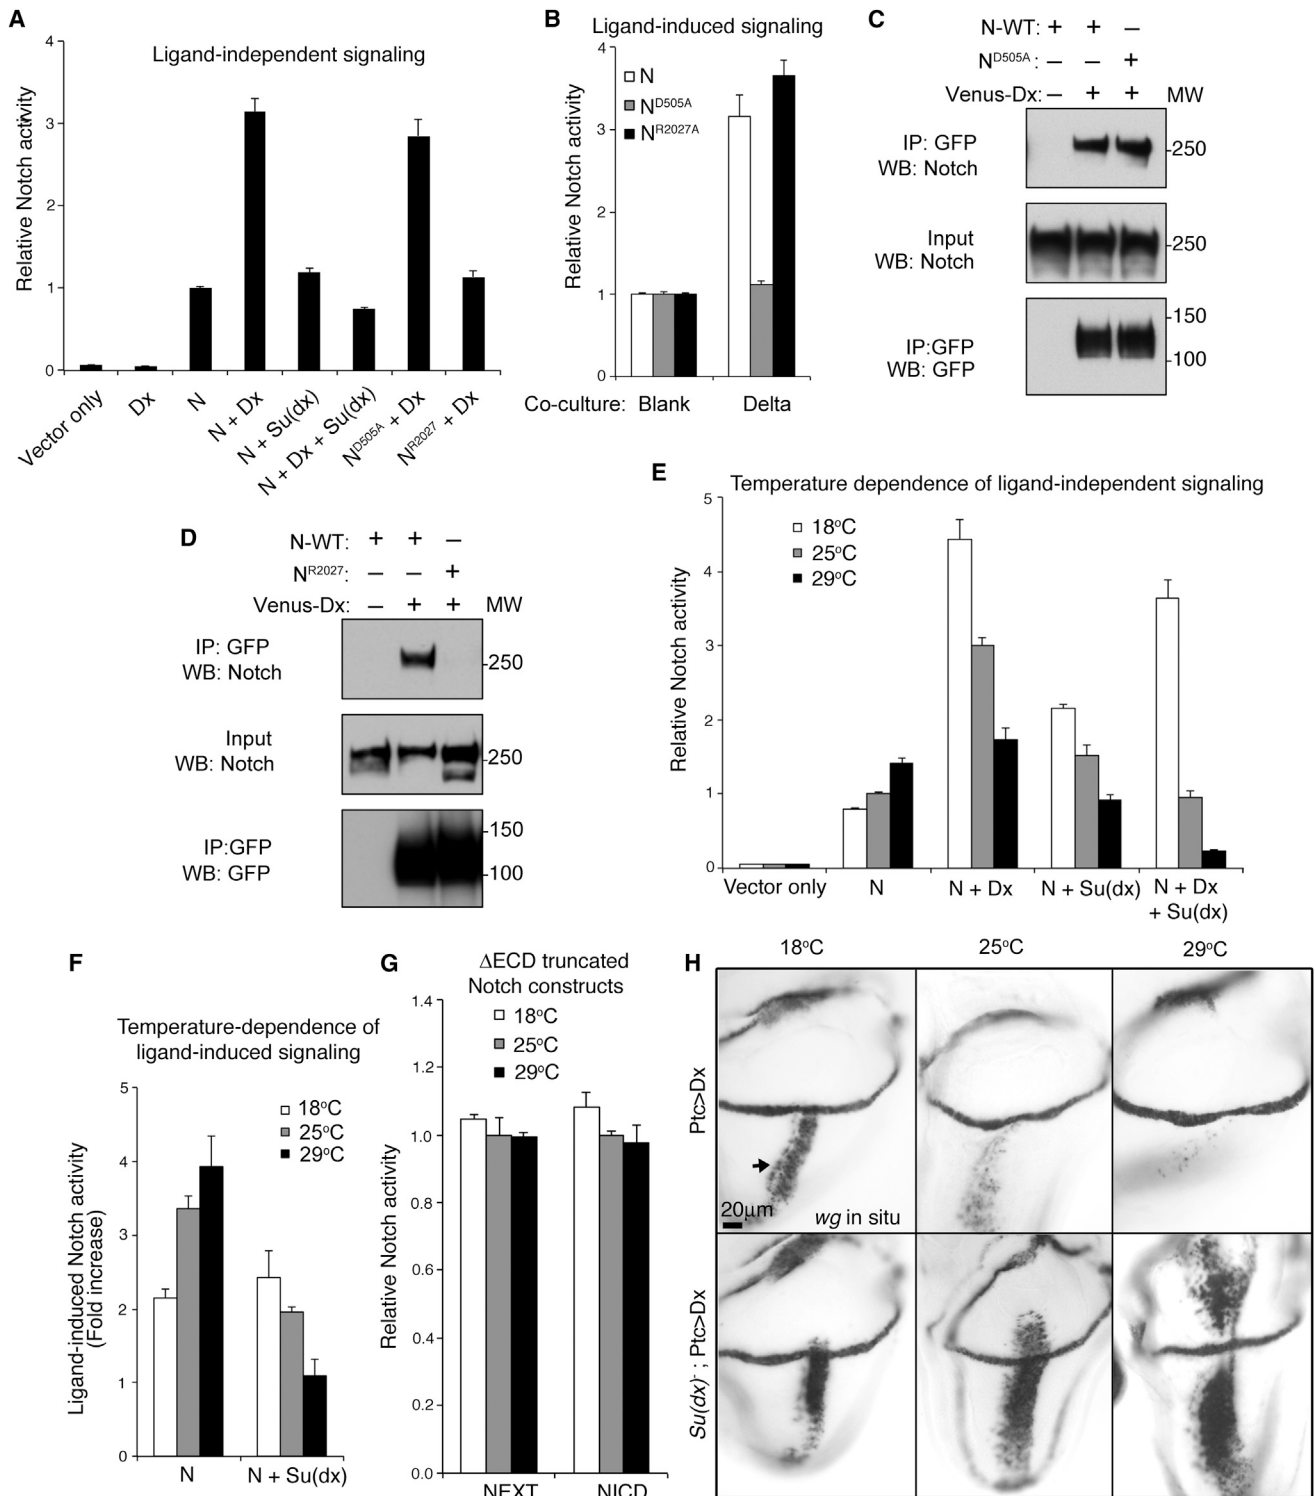 A
Ligand-independent signaling
Relative Notch activity
4
3
2
1
0
Vector only
Dx
N
N + Dx
N + Su(dx)
N + Dx + Su(dx)
N^D505A + Dx
N^R2027 + Dx
B
Ligand-induced signaling
Relative Notch activity
4
3
2
1
0
N
N^D505A
N^R2027A
Co-culture: Blank Delta
C
N-WT: + + –
N^D505A : – – +
Venus-Dx: – + + MW
IP: GFP
WB: Notch
250
Input
WB: Notch
250
IP:GFP
WB: GFP
150
100
D
N-WT: + + –
N^R2027: – – +
Venus-Dx: – + + MW
IP: GFP
WB: Notch
250
Input
WB: Notch
250
IP:GFP
WB: GFP
150
100
E
Temperature dependence of ligand-independent signaling
Relative Notch activity
5
4
3
2
1
0
18°C
25°C
29°C
Vector only N N + Dx N + Su(dx) N + Dx
+ Su(dx)
F
Temperature-dependence of
ligand-induced signaling
Ligand-induced Notch activity
(Fold increase)
5
4
3
2
1
0
18°C
25°C
29°C
N N + Su(dx)
G
ΔECD truncated
Notch constructs
Relative Notch activity
1.4
1.2
1.0
0.8
0.6
0.4
0.2
0.0
18°C
25°C
29°C
NEXT NICD
H
18°C 25°C 29°C
Ptc>Dx
20μm
wg in situ
Su(dx)- ; Ptc>Dx